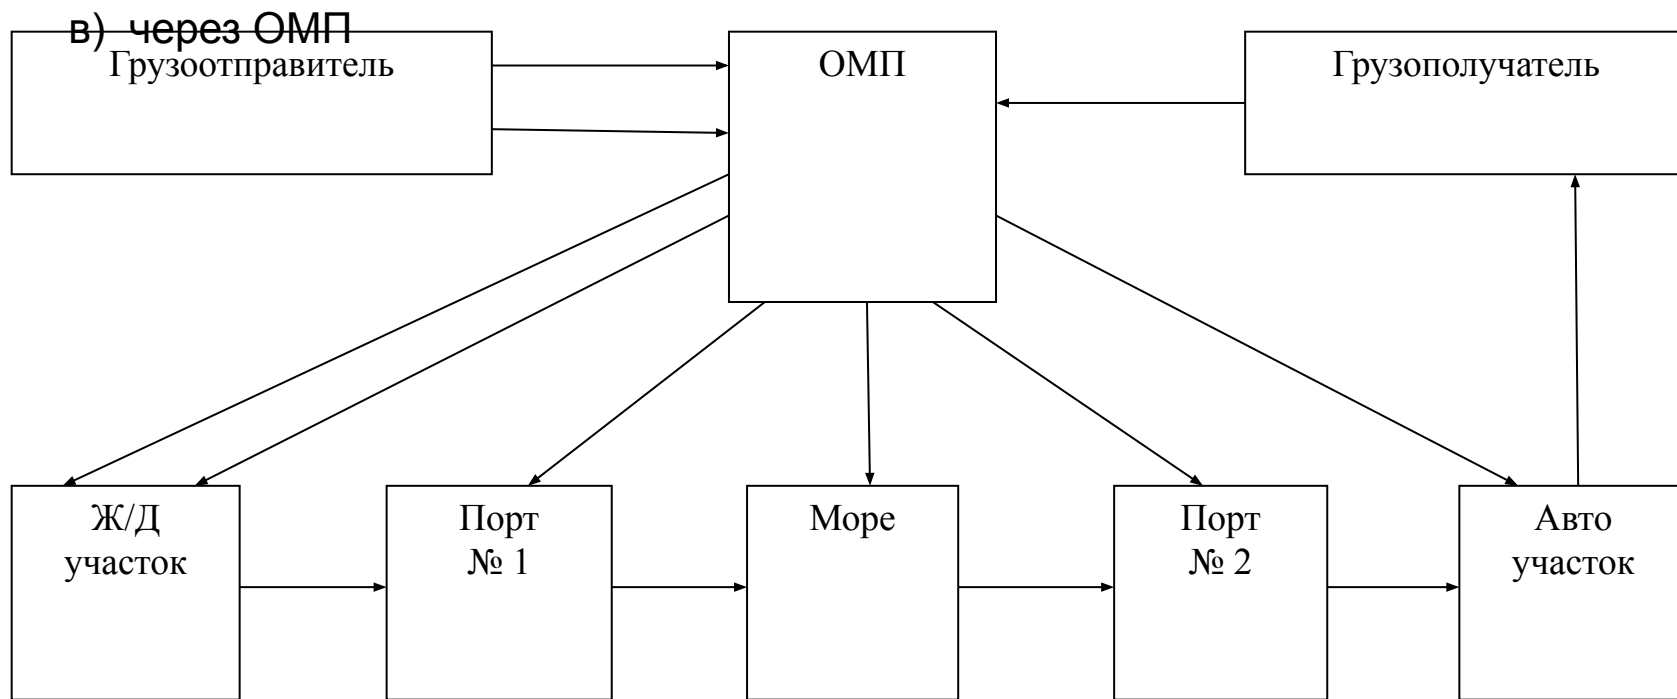 в) через ОМП
Грузоотправитель
ОМП
Грузополучатель
Ж/Д
участок
Порт
№ 1
Море
Порт
№ 2
Авто
участок